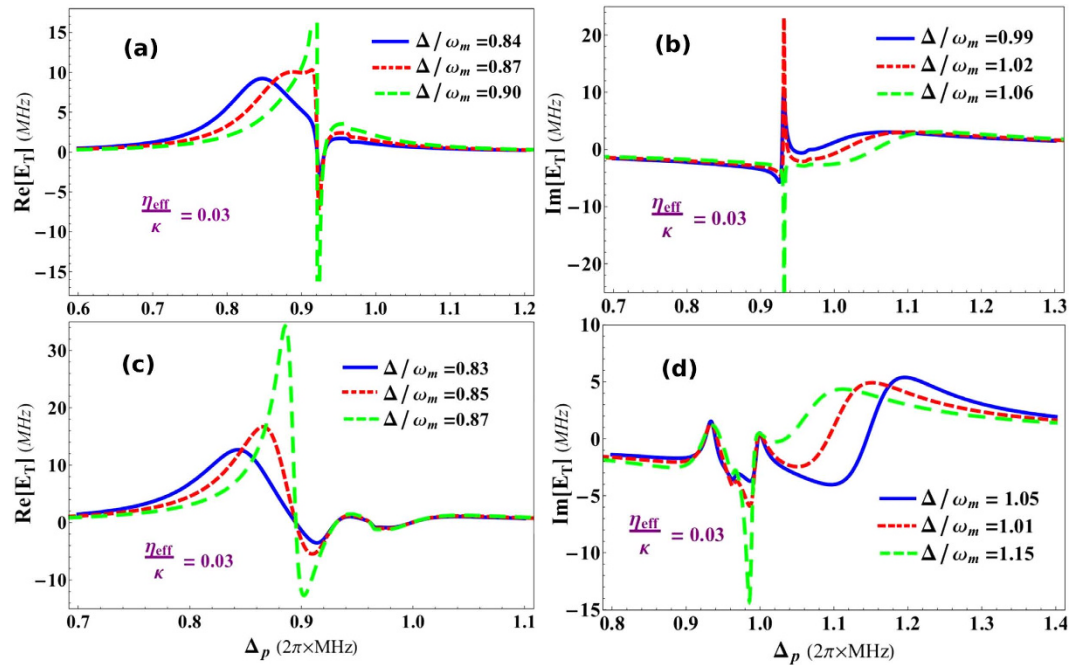 (a)
Δ/ω_m =0.84
Δ/ω_m =0.87
Δ/ω_m =0.90
η_eff/κ = 0.03
Re[E_T] (MHz)
15
10
5
0
-5
-10
-15
0.6 0.7 0.8 0.9 1.0 1.1 1.2
(b)
Δ/ω_m =0.99
Δ/ω_m =1.02
Δ/ω_m =1.06
η_eff/κ = 0.03
Im[E_T] (MHz)
20
10
0
-10
-20
0.7 0.8 0.9 1.0 1.1 1.2 1.3
(c)
Δ/ω_m =0.83
Δ/ω_m =0.85
Δ/ω_m =0.87
η_eff/κ = 0.03
Re[E_T] (MHz)
30
20
10
0
-10
0.7 0.8 0.9 1.0 1.1
Δ_p (2π×MHz)
(d)
Δ/ω_m = 1.05
Δ/ω_m = 1.01
Δ/ω_m = 1.15
η_eff/κ = 0.03
Im[E_T] (MHz)
10
5
0
-5
-10
-15
0.8 0.9 1.0 1.1 1.2 1.3 1.4
Δ_p (2π×MHz)